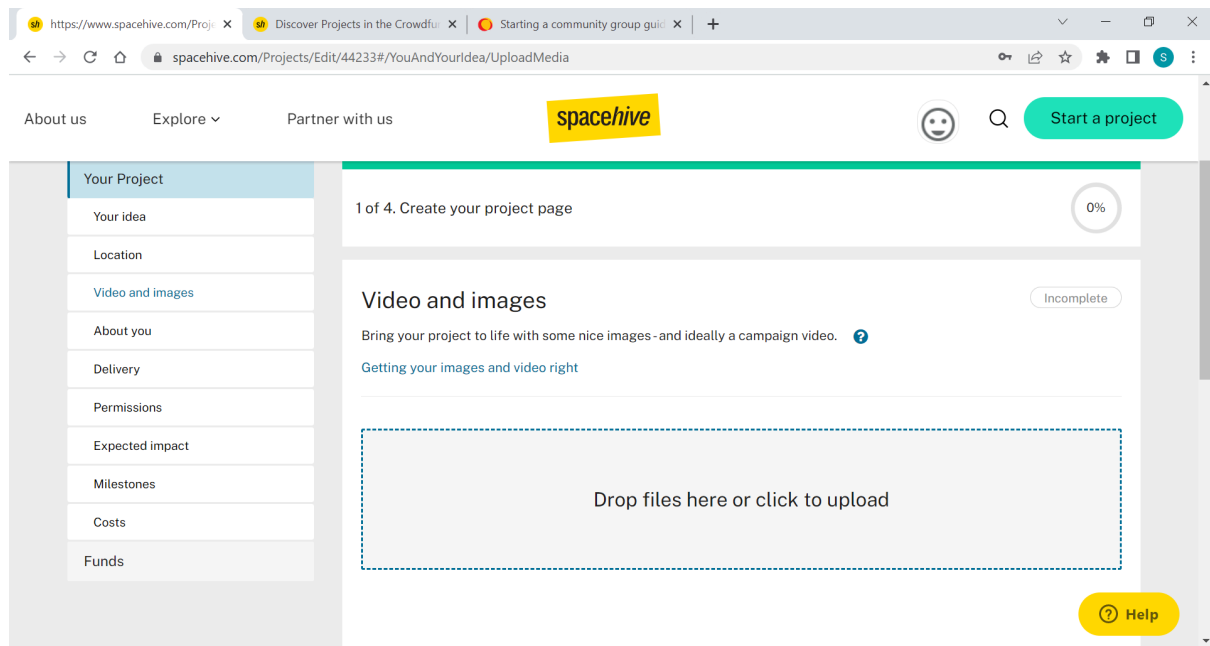 sh https://www.spacehive.com/Proje
sh Discover Projects in the Crowdfu
Starting a community group guid
spacehive.com/Projects/Edit/44233#/YouAndYourIdea/UploadMedia
S
About us
Explore
Partner with us
spacehive
Start a project
Your Project
Your idea
Location
Video and images
About you
Delivery
Permissions
Expected impact
Milestones
Costs
Funds
1 of 4. Create your project page
0%
Video and images
Incomplete
Bring your project to life with some nice images - and ideally a campaign video. ?
Getting your images and video right
Drop files here or click to upload
? Help